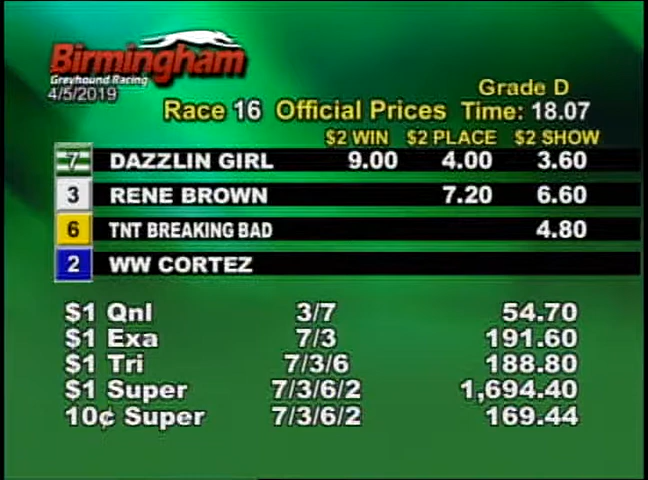 Birmingham
Greyhound Racing
4/5/2019
Grade D
Race 16 Official Prices Time: 18.07
$2 WIN $2 PLACE $2 SHOW
7 DAZZLIN GIRL 9.00 4.00 3.60
3 RENE BROWN 7.20 6.60
6 TNT BREAKING BAD 4.80
2 WW CORTEZ
$1 Qnl 3/7 54.70
$1 Exa 7/3 191.60
$1 Tri 7/3/6 188.80
$1 Super 7/3/6/2 1,694.40
10¢ Super 7/3/6/2 169.44